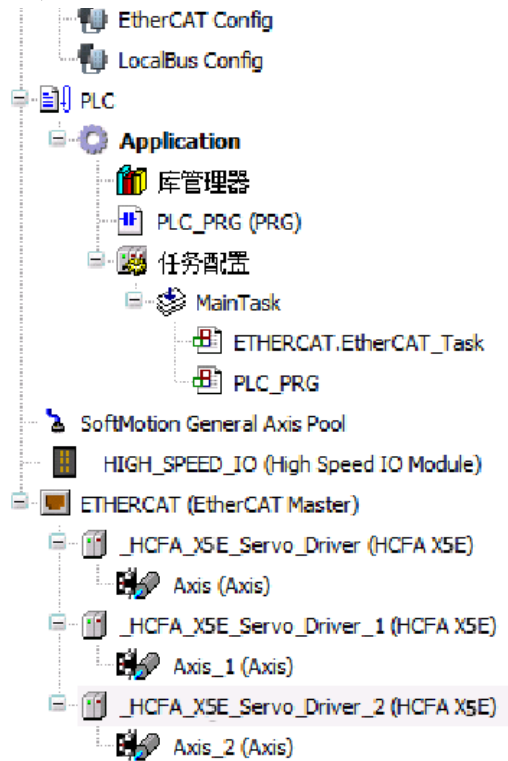 EtherCAT Config
LocalBus Config
PLC
Application
库管理器
PLC_PRG (PRG)
任务配置
MainTask
ETHERCAT.EtherCAT_Task
PLC_PRG
SoftMotion General Axis Pool
HIGH_SPEED_IO (High Speed IO Module)
ETHERCAT (EtherCAT Master)
_HCFA_X5E_Servo_Driver (HCFA X5E)
Axis (Axis)
_HCFA_X5E_Servo_Driver_1 (HCFA X5E)
Axis_1 (Axis)
_HCFA_X5E_Servo_Driver_2 (HCFA X5E)
Axis_2 (Axis)